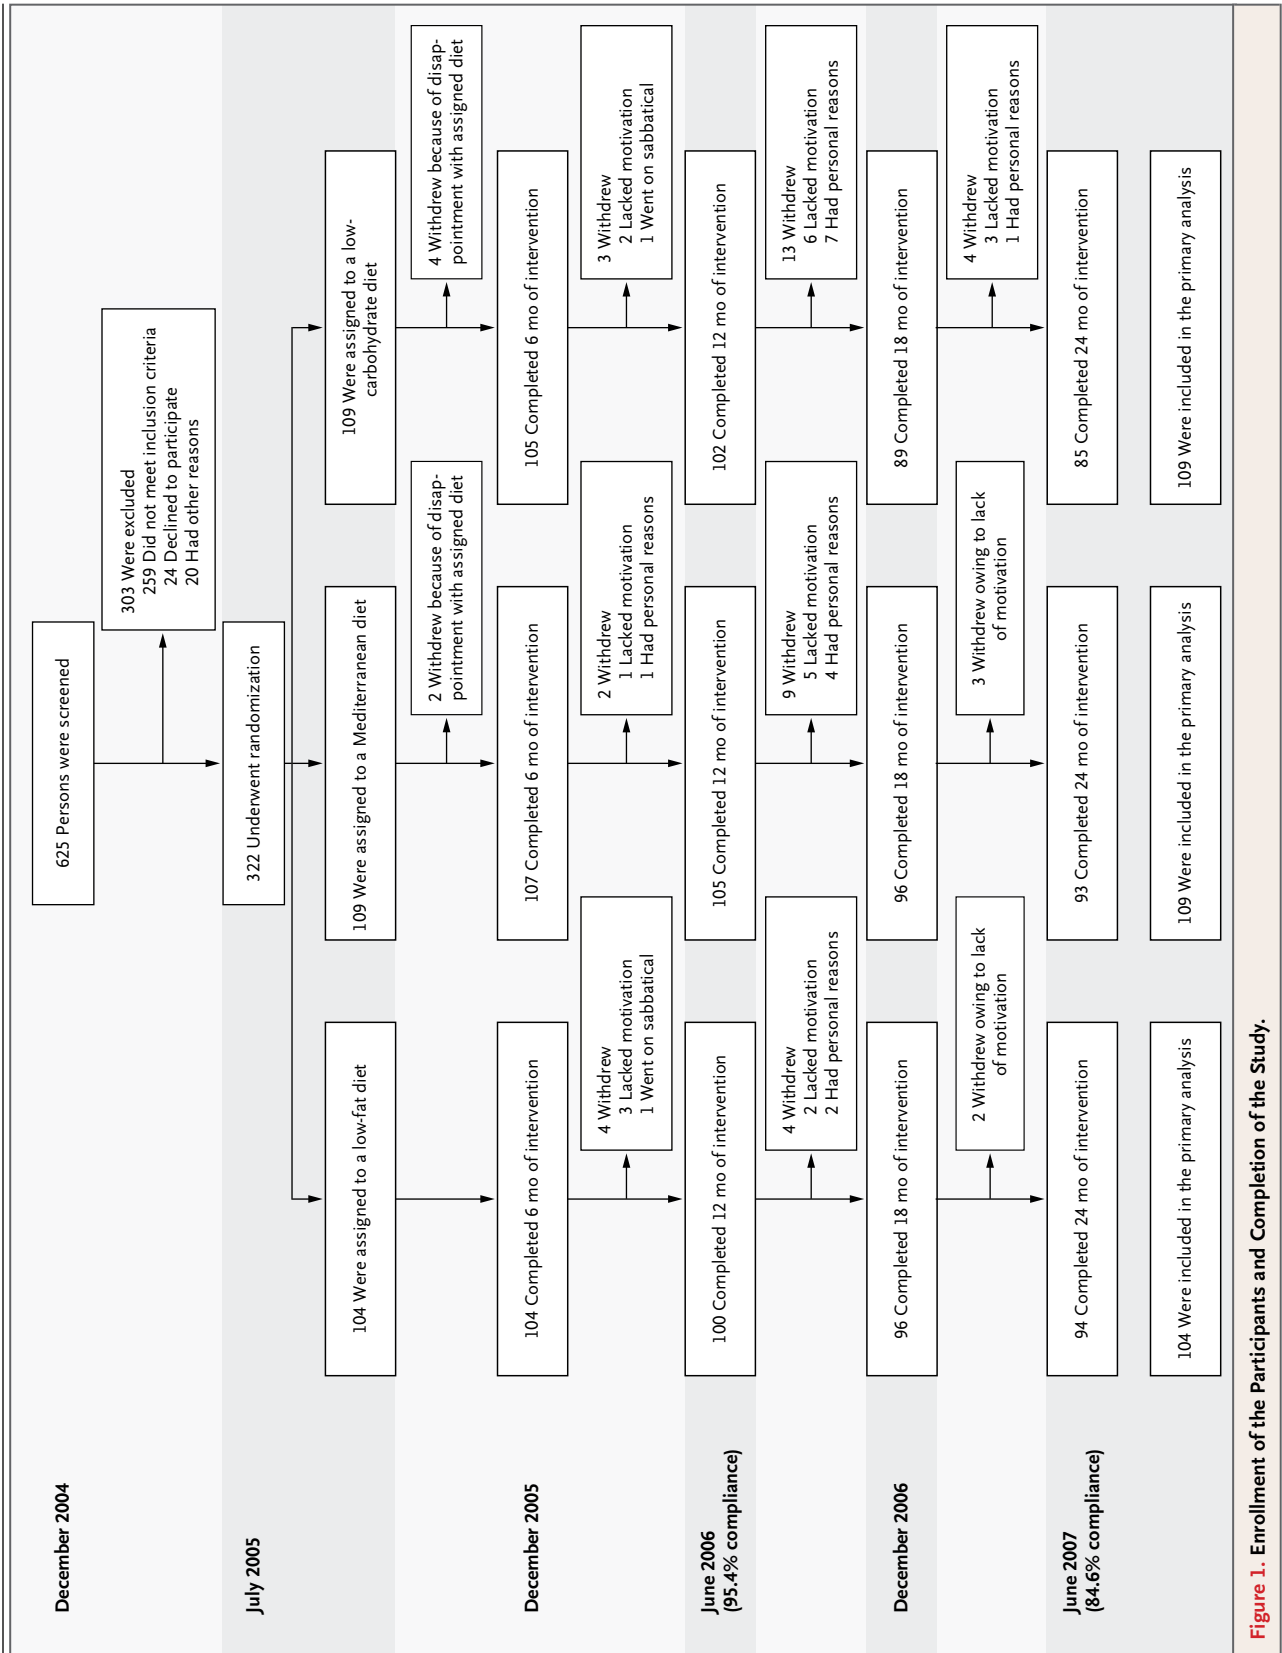 December 2004
625 Persons were screened
303 Were excluded
259 Did not meet inclusion criteria
24 Declined to participate
20 Had other reasons
July 2005
322 Underwent randomization
104 Were assigned to a low-fat diet
109 Were assigned to a Mediterranean diet
109 Were assigned to a low-
carbohydrate diet
2 Withdrew because of disap-
pointment with assigned diet
4 Withdrew because of disap-
pointment with assigned diet
December 2005
104 Completed 6 mo of intervention
107 Completed 6 mo of intervention
105 Completed 6 mo of intervention
4 Withdrew
3 Lacked motivation
1 Went on sabbatical
2 Withdrew
1 Lacked motivation
1 Had personal reasons
3 Withdrew
2 Lacked motivation
1 Went on sabbatical
June 2006
(95.4% compliance)
100 Completed 12 mo of intervention
105 Completed 12 mo of intervention
102 Completed 12 mo of intervention
4 Withdrew
2 Lacked motivation
2 Had personal reasons
9 Withdrew
5 Lacked motivation
4 Had personal reasons
13 Withdrew
6 Lacked motivation
7 Had personal reasons
December 2006
96 Completed 18 mo of intervention
96 Completed 18 mo of intervention
89 Completed 18 mo of intervention
2 Withdrew owing to lack
of motivation
3 Withdrew owing to lack
of motivation
4 Withdrew
3 Lacked motivation
1 Had personal reasons
June 2007
(84.6% compliance)
94 Completed 24 mo of intervention
93 Completed 24 mo of intervention
85 Completed 24 mo of intervention
104 Were included in the primary analysis
109 Were included in the primary analysis
109 Were included in the primary analysis
Figure 1. Enrollment of the Participants and Completion of the Study.